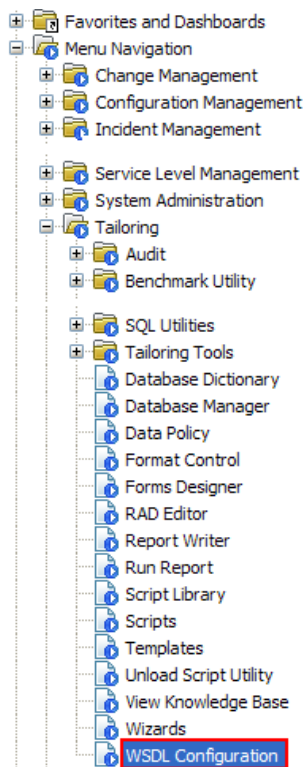 Favorites and Dashboards
Menu Navigation
Change Management
Configuration Management
Incident Management
Service Level Management
System Administration
Tailoring
Audit
Benchmark Utility
SQL Utilities
Tailoring Tools
Database Dictionary
Database Manager
Data Policy
Format Control
Forms Designer
RAD Editor
Report Writer
Run Report
Script Library
Scripts
Templates
Unload Script Utility
View Knowledge Base
Wizards
WSDL Configuration